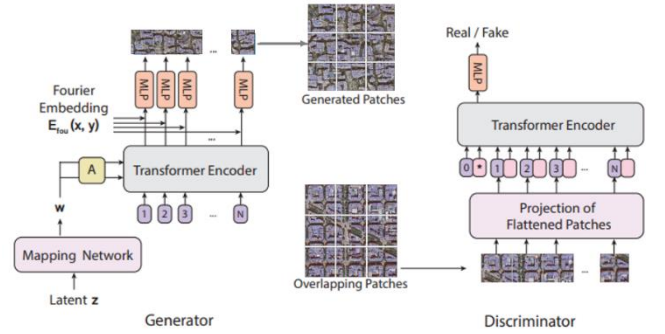 ...
Generated Patches
MLP
MLP
MLP
MLP
Fourier
Embedding
E_fou (x, y)
...
A
Transformer Encoder
1
2
3
...
N
w
Mapping Network
Latent z
Generator
Overlapping Patches
Real / Fake
MLP
Transformer Encoder
0
*
1
2
3
...
N
Projection of
Flattened Patches
...
Discriminator